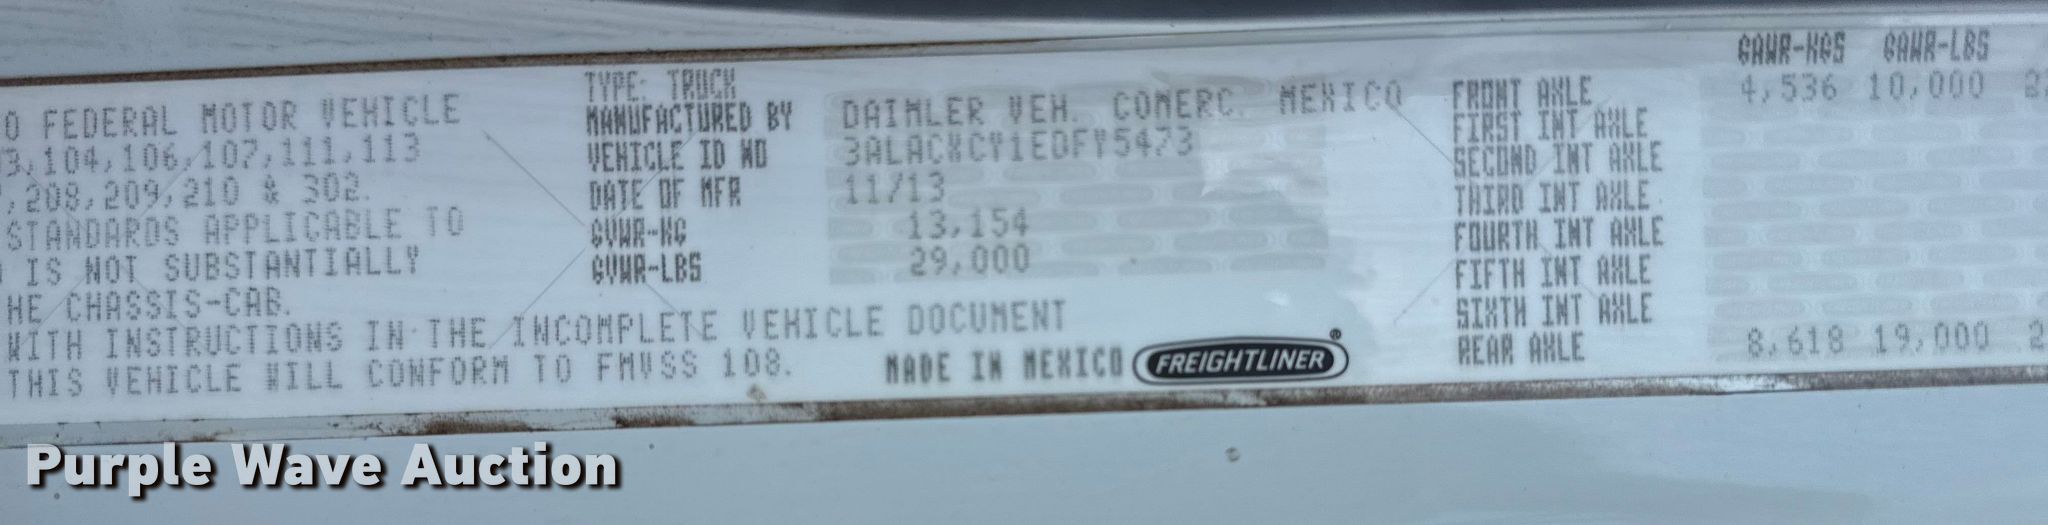 O FEDERAL MOTOR VEHICLE
3,104,106,107,111,113
,208,209,210 & 302.
STANDARDS APPLICABLE TO
IS NOT SUBSTANTIALLY
HE CHASSIS-CAB.
WITH INSTRUCTIONS IN THE INCOMPLETE VEHICLE DOCUMENT
THIS VEHICLE WILL CONFORM TO FMVSS 108.
TYPE: TRUCK
MANUFACTURED BY DAIMLER VEH. COMERC. MEXICO
VEHICLE ID NO 3ALACXCY1EDFY5473
DATE OF MFR 11/13
GVWR-KG 13,154
GVWR-LBS 29,000
MADE IN MEXICO FREIGHTLINER®
GAWR-KGS GAWR-LBS
FRONT AXLE 4,536 10,000
FIRST INT AXLE
SECOND INT AXLE
THIRD INT AXLE
FOURTH INT AXLE
FIFTH INT AXLE
SIXTH INT AXLE
REAR AXLE 8,618 19,000
Purple Wave Auction